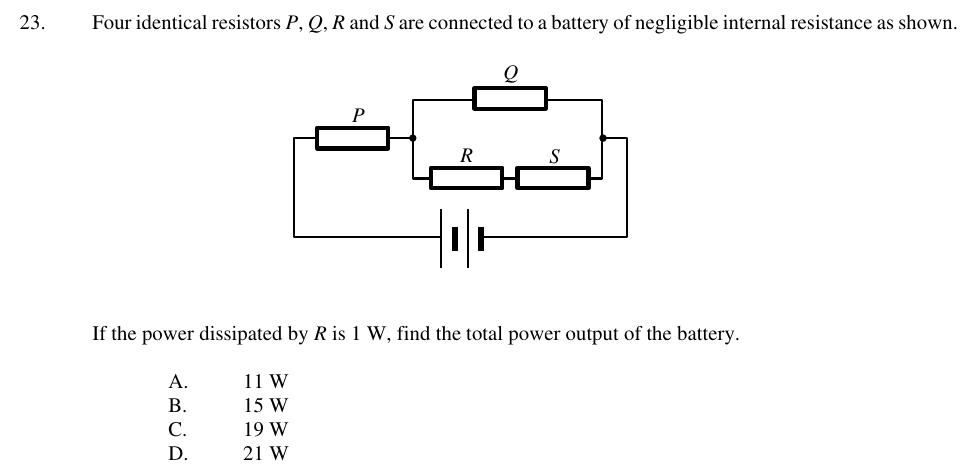 23. Four identical resistors P, Q, R and S are connected to a battery of negligible internal resistance as shown.
Q
P
R S
If the power dissipated by R is 1 W, find the total power output of the battery.
A. 11 W
B. 15 W
C. 19 W
D. 21 W